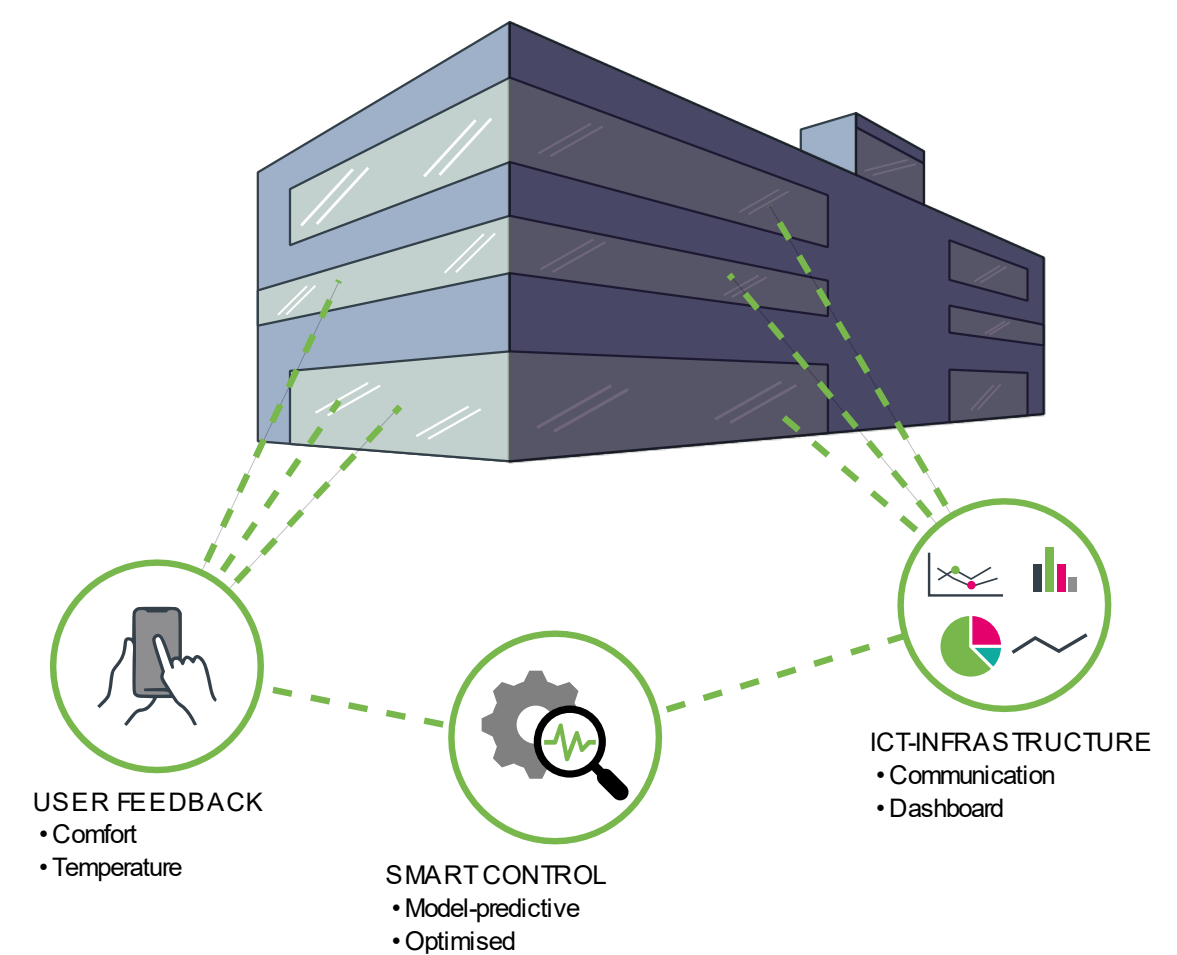 USER FEEDBACK
• Comfort
• Temperature
SMART CONTROL
• Model-predictive
• Optimised
ICT-INFRASTRUCTURE
• Communication
• Dashboard